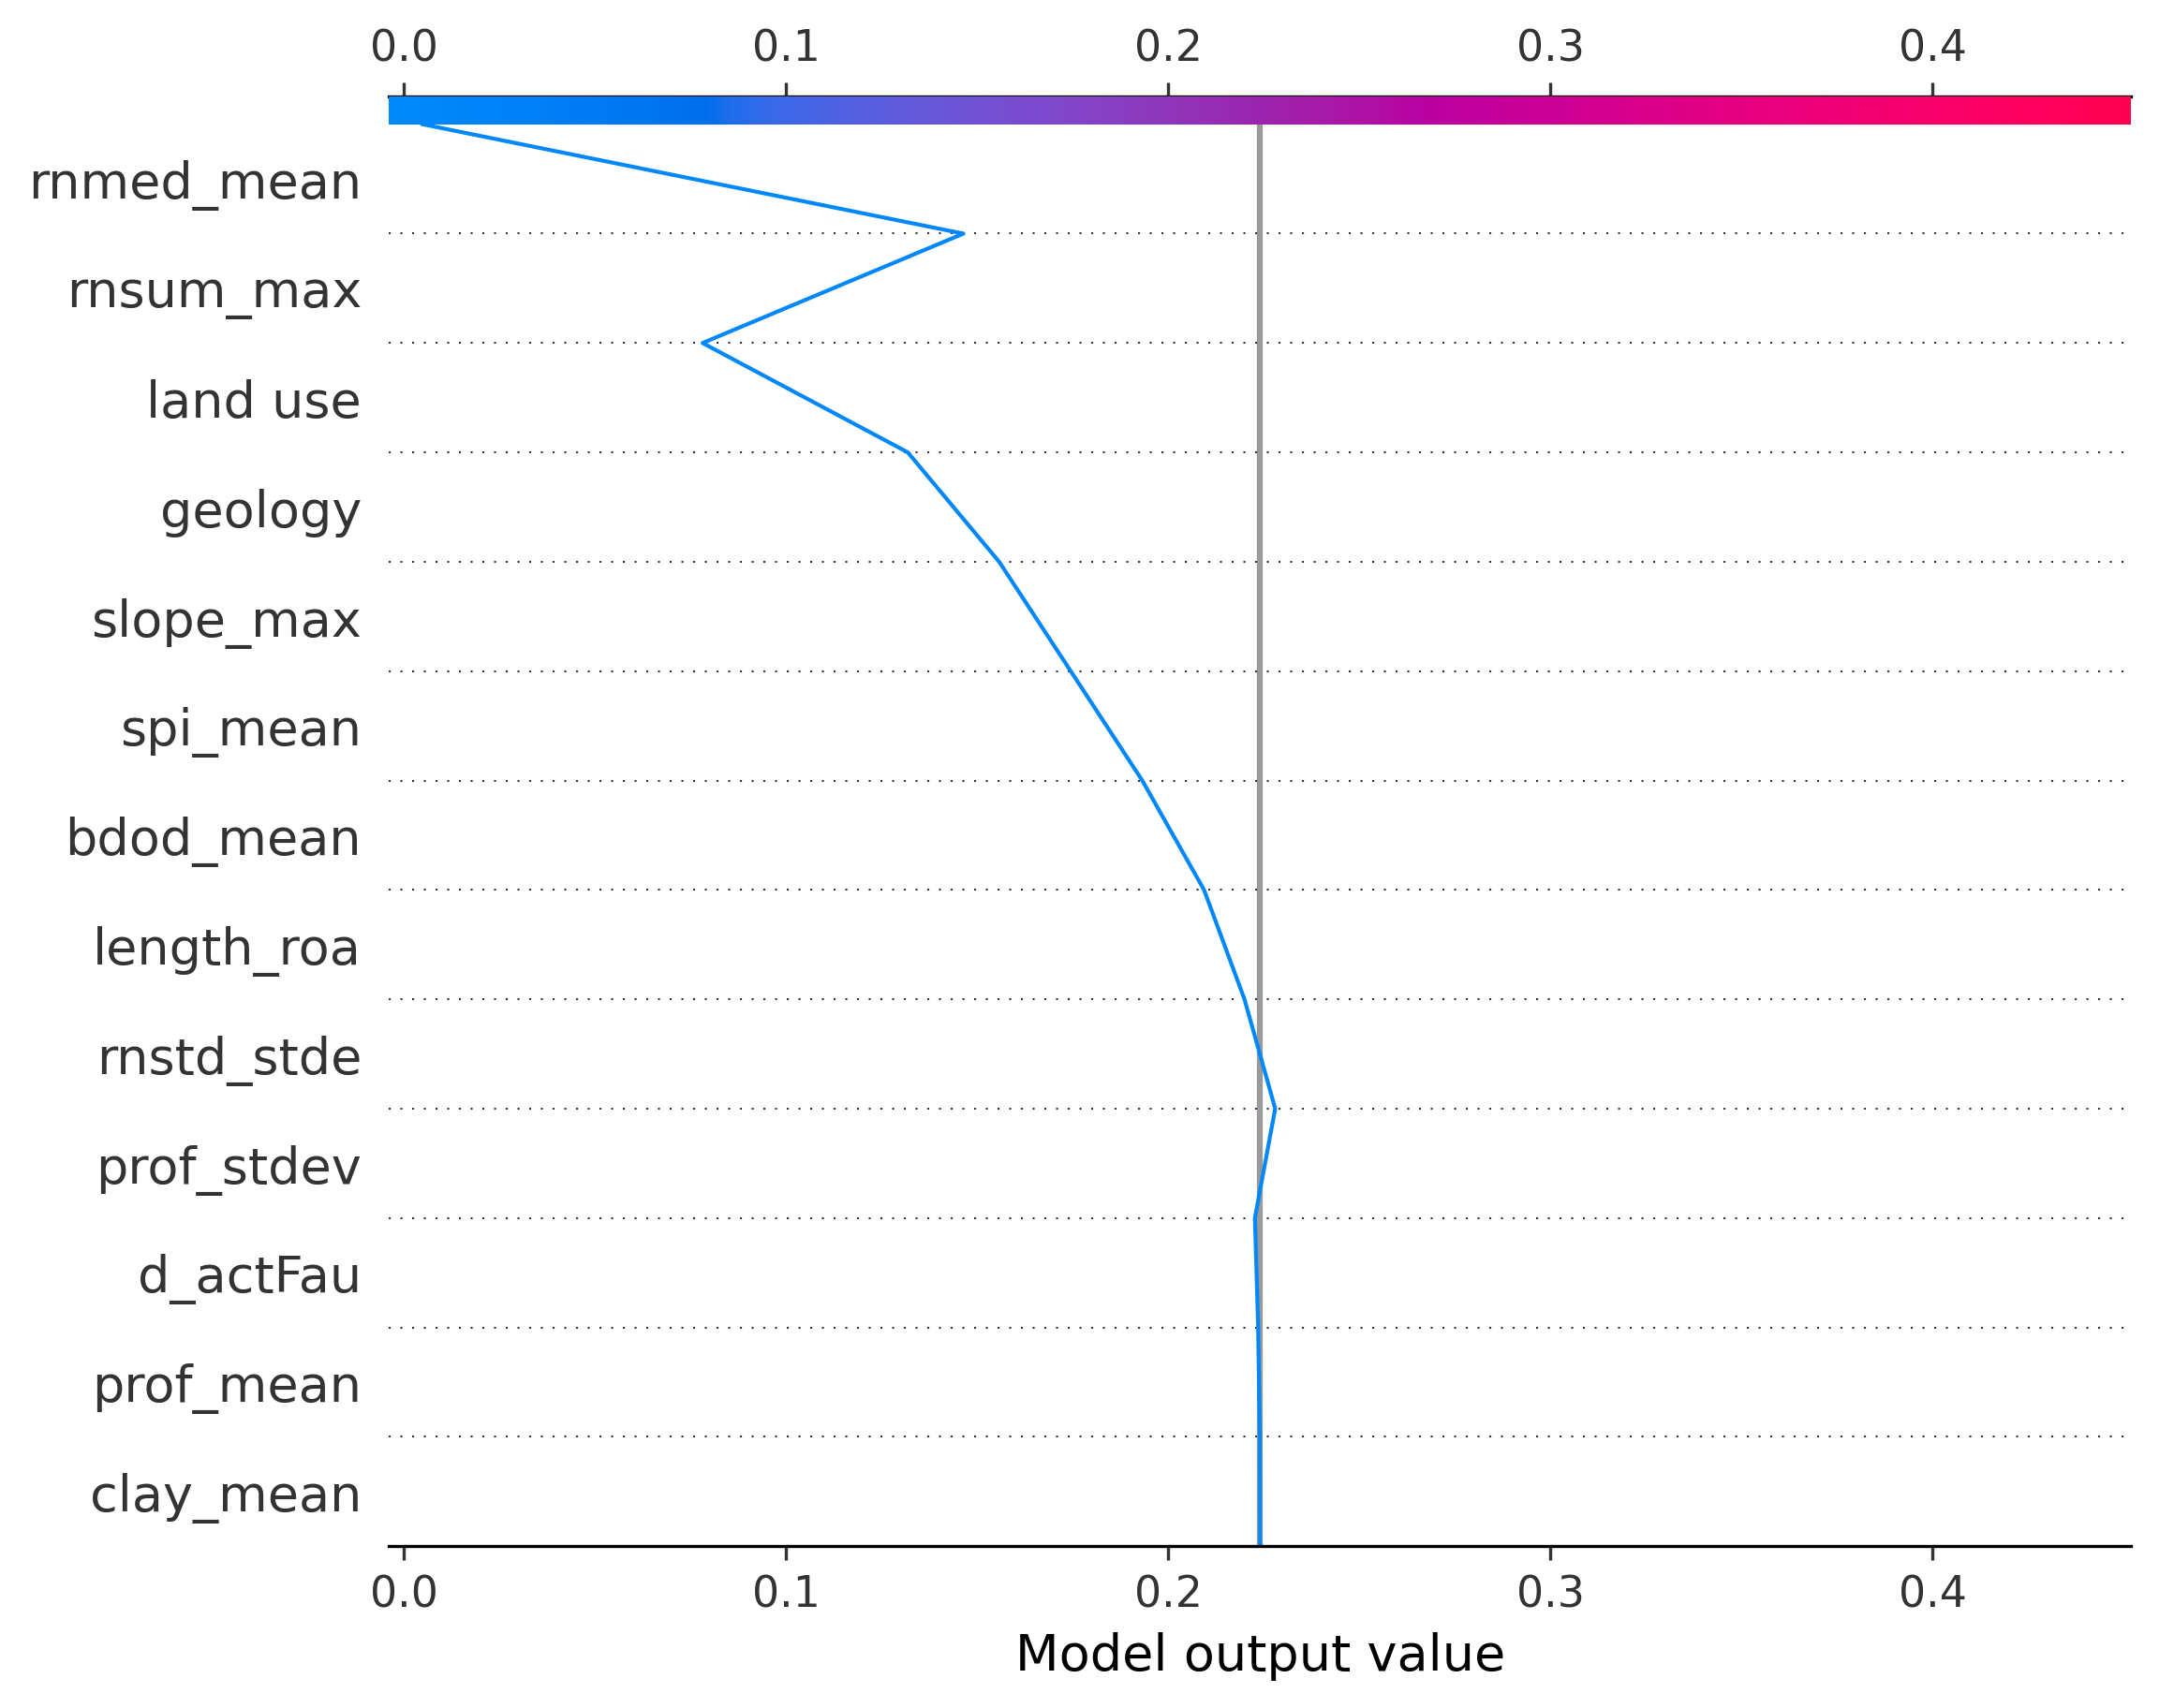 0.0 0.1 0.2 0.3 0.4
rnmed_mean
rnsum_max
land use
geology
slope_max
spi_mean
bdod_mean
length_roa
rnstd_stde
prof_stdev
d_actFau
prof_mean
clay_mean
0.0 0.1 0.2 0.3 0.4
Model output value